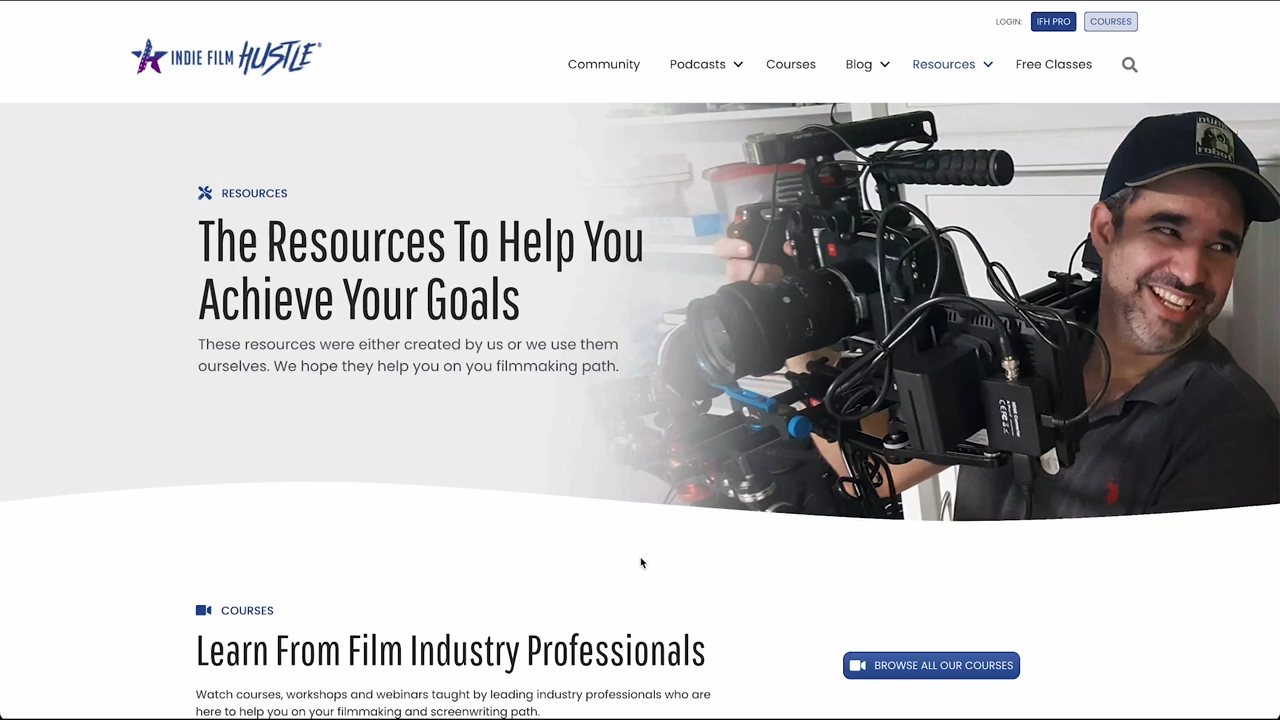 LOGIN: IFH PRO COURSES
INDIE FILM HUSTLE®
Community Podcasts Courses Blog Resources Free Classes
RESOURCES
The Resources To Help You
Achieve Your Goals
These resources were either created by us or we use them
ourselves. We hope they help you on you filmmaking path.
COURSES
Learn From Film Industry Professionals
BROWSE ALL OUR COURSES
Watch courses, workshops and webinars taught by leading industry professionals who are
here to help you on your filmmaking and screenwriting path.